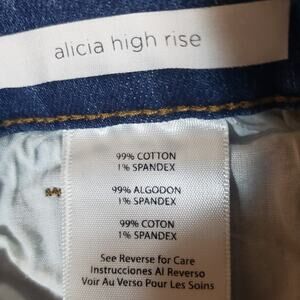 alicia high rise
99% COTTON
1% SPANDEX
99% ALGODON
1% SPANDEX
99% COTON
1% SPANDEX
See Reverse for Care
Instrucciones Al Reverso
Voir Au Verso Pour Les Soins